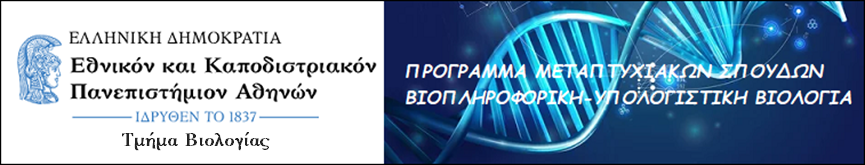 ΕΛΛΗΝΙΚΗ ΔΗΜΟΚΡΑΤΙΑ
Εθνικόν και Καποδιστριακόν
Πανεπιστήμιον Αθηνών
ΙΔΡΥΘΕΝ ΤΟ 1837
Τμήμα Βιολογίας
ΠΡΟΓΡΑΜΜΑ ΜΕΤΑΠΤΥΧΙΑΚΩΝ ΣΠΟΥΔΩΝ
ΒΙΟΠΛΗΡΟΦΟΡΙΚΗ-ΥΠΟΛΟΓΙΣΤΙΚΗ ΒΙΟΛΟΓΙΑ